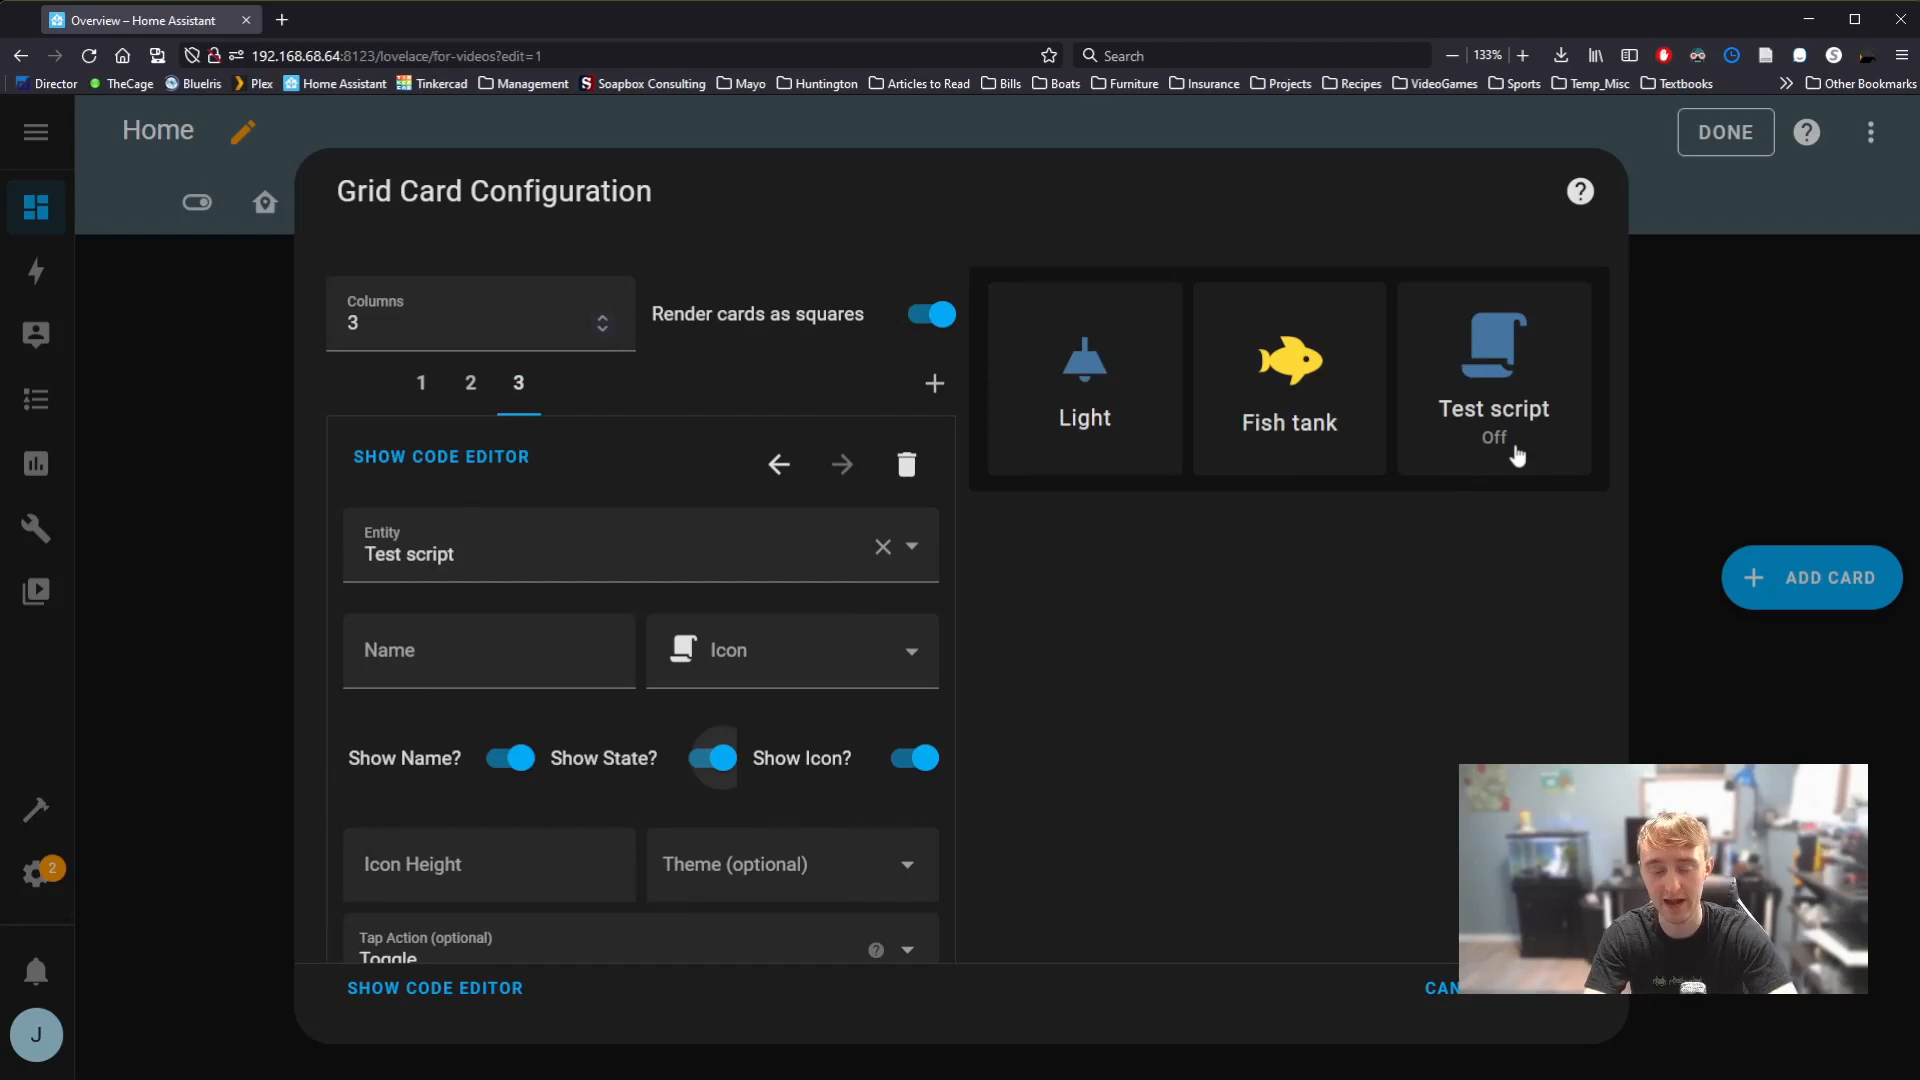 Overview – Home Assistant
192.168.68.64:8123/lovelace/for-videos?edit=1
Search
133%
Director
TheCage
BlueIris
Plex
Home Assistant
Tinkercad
Management
Soapbox Consulting
Mayo
Huntington
Articles to Read
Bills
Boats
Furniture
Insurance
Projects
Recipes
VideoGames
Sports
Temp_Misc
Textbooks
Other Bookmarks
Home
DONE
Grid Card Configuration
Columns
3
Render cards as squares
1 2 3
SHOW CODE EDITOR
Light
Fish tank
Test script
Off
Entity
Test script
Name
Icon
ADD CARD
Show Name?
Show State?
Show Icon?
Icon Height
Theme (optional)
Tap Action (optional)
Toggle
SHOW CODE EDITOR
CAN
2
J